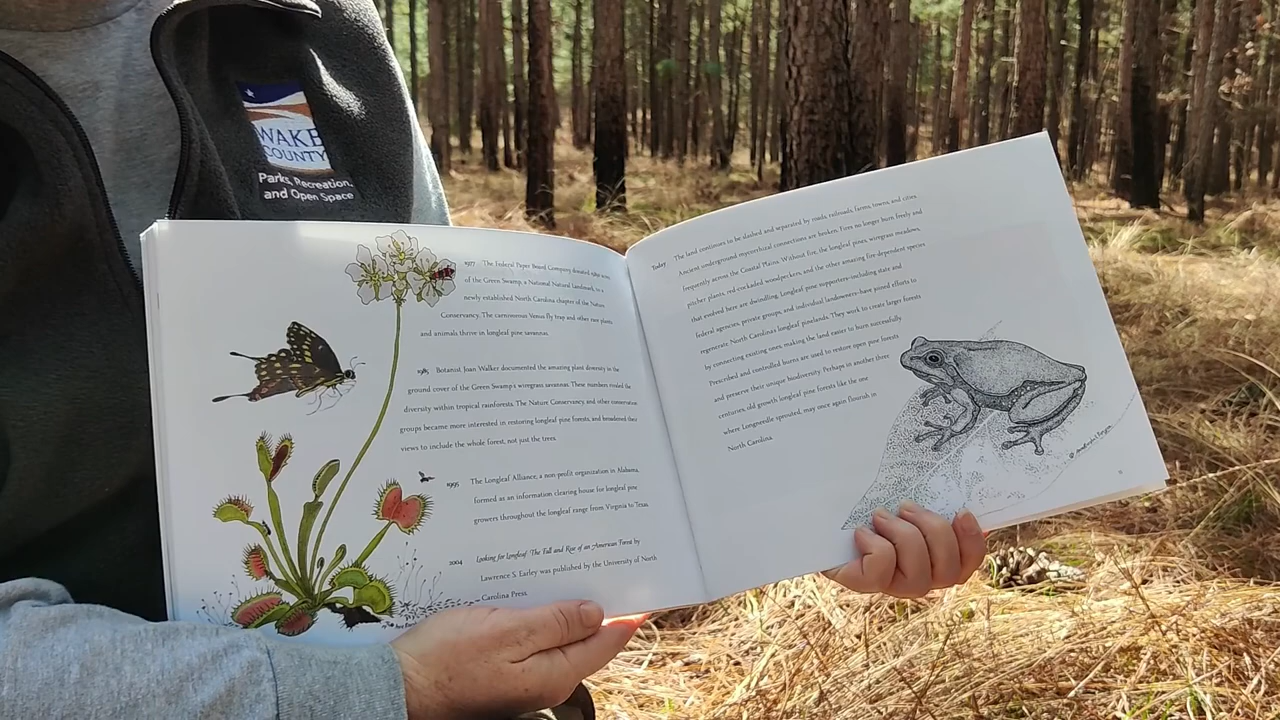 WAKE
COUNTY
Parks, Recreation,
and Open Space
1977 The Federal Paper Board Company donated acres
of the Green Swamp, a National Natural landmark, to a
newly established North Carolina chapter of the Nature
Conservancy. The carnivorous Venus fly trap and other rare plants
and animals thrive in longleaf pine savannas.
1985 Botanist Joan Walker documented the amazing plant diversity in the
ground cover of the Green Swamp's wiregrass savannas. These numbers rivaled the
diversity within tropical rainforests. The Nature Conservancy, and other conservation
groups became more interested in restoring longleaf pine forests, and broadened their
views to include the whole forest, not just the trees.
1995 The Longleaf Alliance, a non-profit organization in Alabama,
formed as an information clearing house for longleaf pine
growers throughout the longleaf range from Virginia to Texas.
2004 Looking for Longleaf: The Fall and Rise of an American Forest by
Lawrence S. Earley was published by the University of North
Carolina Press.
Today The land continues to be slashed and separated by roads, railroads, farms, towns, and cities.
Ancient underground mycorrhizal connections are broken. Fires no longer burn freely and
frequently across the Coastal Plains. Without fire, the longleaf pines, wiregrass meadows,
pitcher plants, red-cockaded woodpeckers, and the other amazing fire-dependent species
that evolved here are dwindling. Longleaf pine supporters–including state and
federal agencies, private groups, and individual landowners–have joined efforts to
regenerate North Carolina's longleaf pinelands. They work to create larger forests
by connecting existing ones, making the land easier to burn successfully.
Prescribed and controlled burns are used to restore open pine forests
and preserve their unique biodiversity. Perhaps in another three
centuries, old growth longleaf pine forests like the one
where Longneedle sprouted, may once again flourish in
North Carolina.